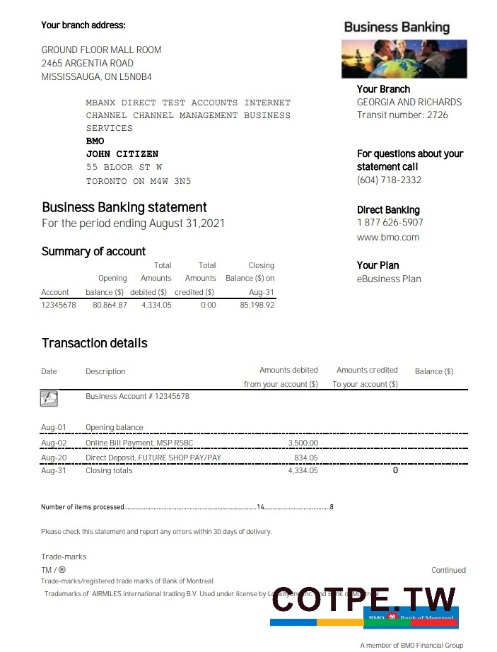 Your branch address:
Business Banking
GROUND FLOOR MALL ROOM
2465 ARGENTIA ROAD
MISSISSAUGA, ON L5N0B4
Your Branch
GEORGIA AND RICHARDS
Transit number: 2726
MBANX DIRECT TEST ACCOUNTS INTERNET
CHANNEL CHANNEL MANAGEMENT BUSINESS
SERVICES
BMO
JOHN CITIZEN
55 BLOOR ST W
TORONTO ON M4W 3N5
For questions about your
statement call
(604) 718-2332
Business Banking statement
For the period ending August 31,2021
Direct Banking
1 877 626-5907
www.bmo.com
Summary of account
Your Plan
eBusiness Plan
Total Total Closing
Opening Amounts Amounts Balance ($) on
Account balance ($) debited ($) credited ($) Aug-31
12345678 80,864.87 4,334.05 0.00 85,198.92
Transaction details
Date Description Amounts debited Amounts credited Balance ($)
from your account ($) To your account ($)
Business Account # 12345678
Aug-01 Opening balance
Aug-02 Online Bill Payment, MSP RSBC 3,500.00
Aug-20 Direct Deposit, FUTURE SHOP PAY/PAY 834.05
Aug-31 Closing totals 4,334.05 0
Number of items processed...14...8
Please check this statement and report any errors within 30 days of delivery.
Trade-marks
TM / ® Continued
Trade-marks/registered trade marks of Bank of Montreal
Trademarks of AIRMILES international trading B.V. Used under license by
COTPE.TW
BMO Bank of Montreal
A member of BMO Financial Group